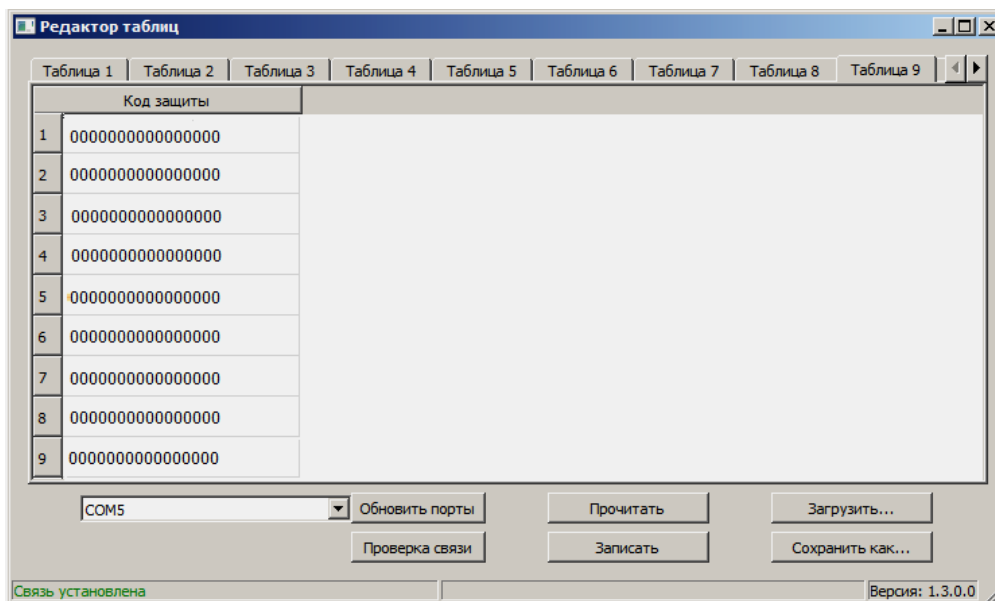 Редактор таблиц
Таблица 1 Таблица 2 Таблица 3 Таблица 4 Таблица 5 Таблица 6 Таблица 7 Таблица 8 Таблица 9
Код защиты
1 0000000000000000
2 0000000000000000
3 0000000000000000
4 0000000000000000
5 0000000000000000
6 0000000000000000
7 0000000000000000
8 0000000000000000
9 0000000000000000
COM5 Обновить порты Прочитать Загрузить...
Проверка связи Записать Сохранить как...
Связь установлена Версия: 1.3.0.0